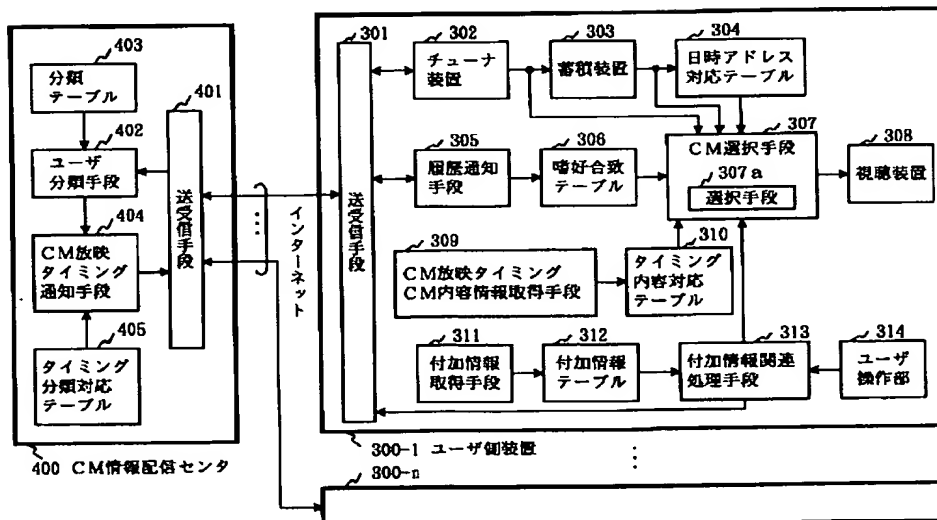 403
分類
テーブル
402
ユーザ
分類手段
404
CM放映
タイミング
通知手段
405
タイミング
分類対応
テーブル
401
送受信手段
400 CM情報配信センタ
…
インターネット
301
送受信手段
302
チューナ
装置
303
蓄積装置
304
日時アドレス
対応テーブル
305
履歴通知
手段
306
嗜好合致
テーブル
307
CM選択手段
307a
選択手段
308
視聴装置
309
CM放映タイミング
CM内容情報取得手段
310
タイミング
内容対応
テーブル
311
付加情報
取得手段
312
付加情報
テーブル
313
付加情報関連
処理手段
314
ユーザ
操作部
300-1 ユーザ側装置
…
300-n